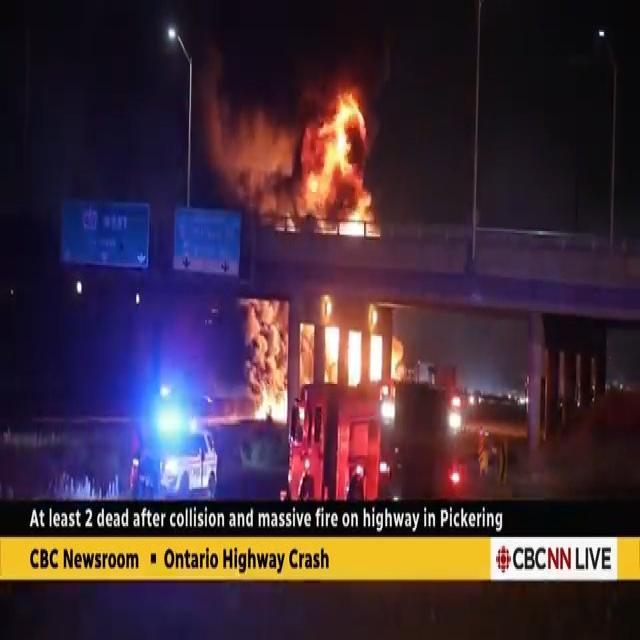 WEST
At least 2 dead after collision and massive fire on highway in Pickering
CBC Newsroom ▪ Ontario Highway Crash
CBCNN LIVE